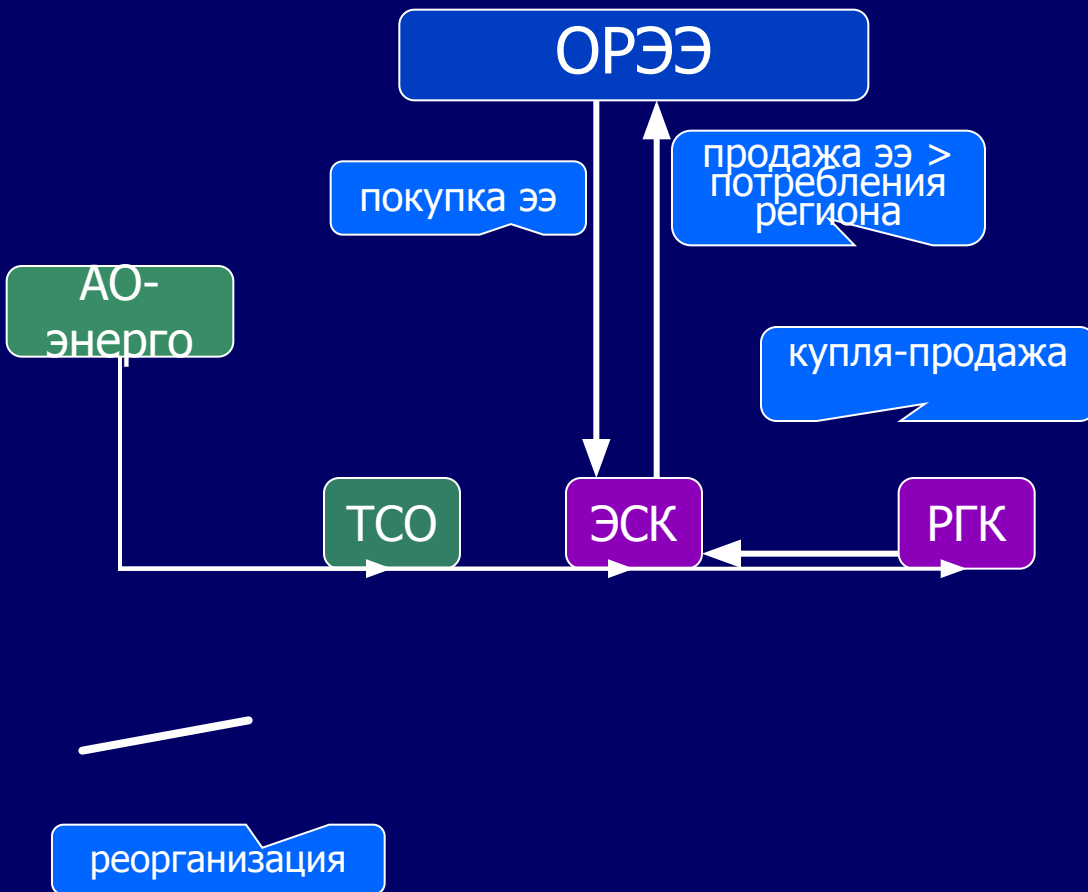 ОРЭЭ
продажа ээ >
потребления
региона
покупка ээ
АО-
энерго
купля-продажа
ТСО
ЭСК
РГК
реорганизация